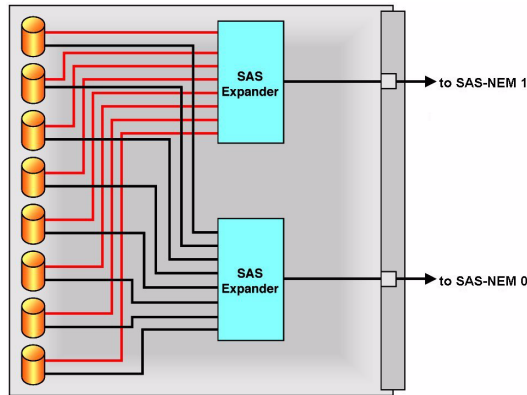 SAS
Expander
to SAS-NEM 1
SAS
Expander
to SAS-NEM 0